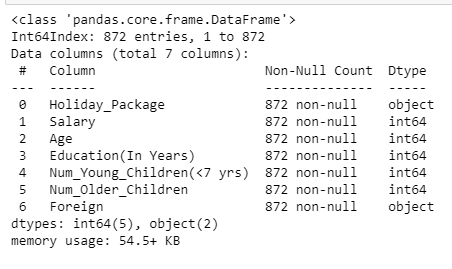 <class 'pandas.core.frame.DataFrame'>
Int64Index: 872 entries, 1 to 872
Data columns (total 7 columns):
 #   Column                    Non-Null Count  Dtype
---  ------                    --------------  -----
 0   Holiday_Package           872 non-null    object
 1   Salary                    872 non-null    int64
 2   Age                       872 non-null    int64
 3   Education(In Years)       872 non-null    int64
 4   Num_Young_Children(<7 yrs)  872 non-null    int64
 5   Num_Older_Children        872 non-null    int64
 6   Foreign                   872 non-null    object
dtypes: int64(5), object(2)
memory usage: 54.5+ KB